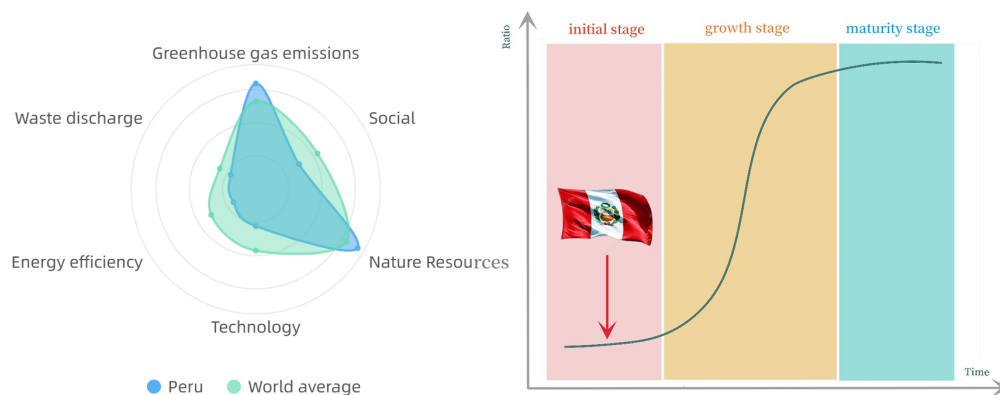 Greenhouse gas emissions
Waste discharge
Social
Energy efficiency
Nature Resources
Technology
Peru
World average
Ratio
initial stage
growth stage
maturity stage
Time